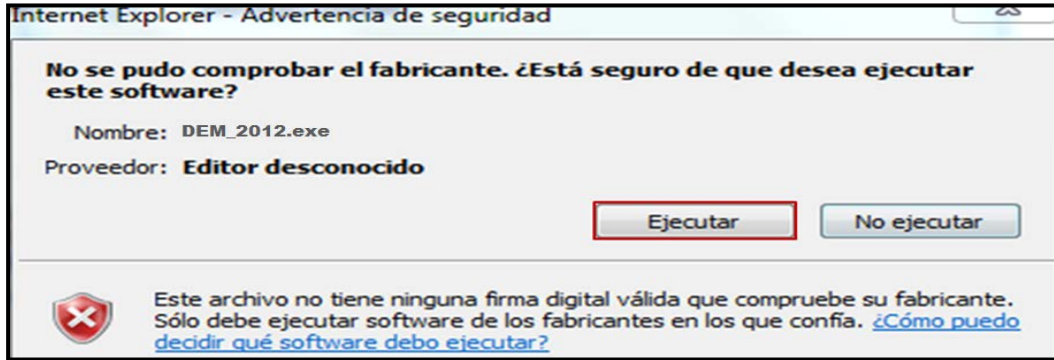 Internet Explorer - Advertencia de seguridad
No se pudo comprobar el fabricante. ¿Está seguro de que desea ejecutar
este software?
Nombre: DEM_2012.exe
Proveedor: Editor desconocido
Ejecutar No ejecutar
Este archivo no tiene ninguna firma digital válida que compruebe su fabricante.
Sólo debe ejecutar software de los fabricantes en los que confía. ¿Cómo puedo
decidir qué software debo ejecutar?